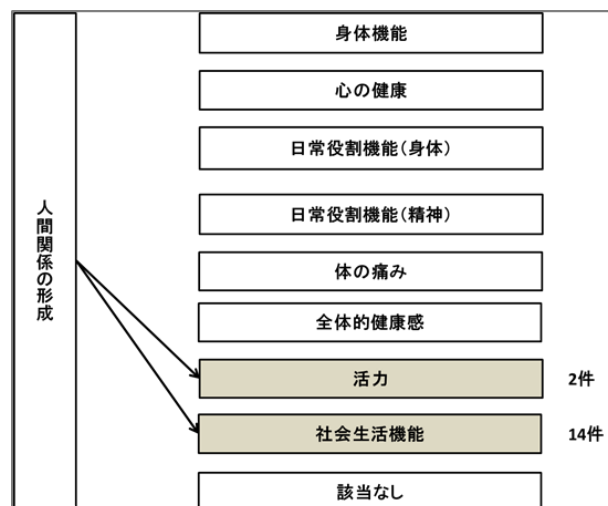 人間関係の形成
身体機能
心の健康
日常役割機能(身体)
日常役割機能(精神)
体の痛み
全体的健康感
活力 2件
社会生活機能 14件
該当なし